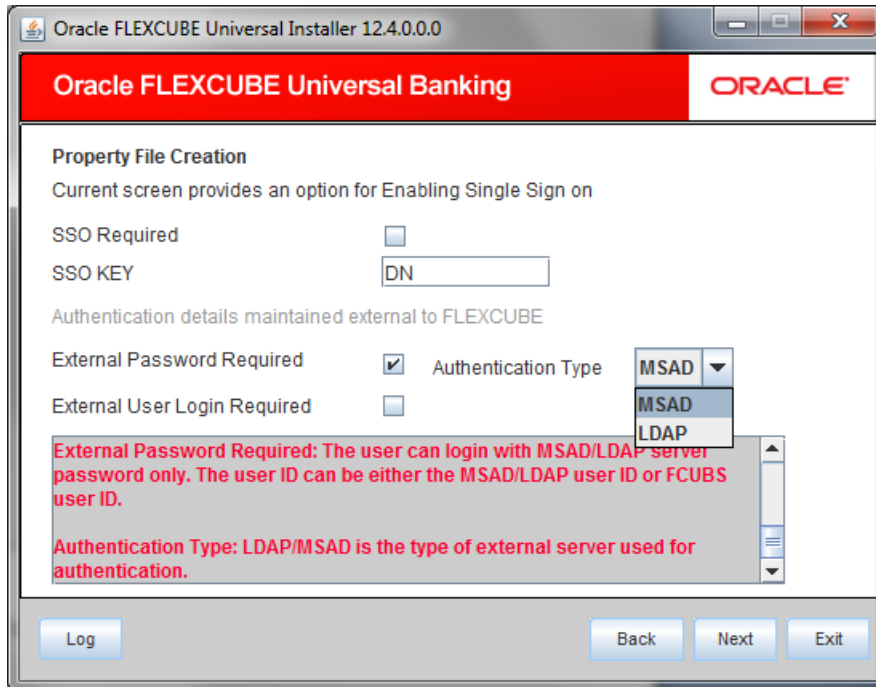 Oracle FLEXCUBE Universal Installer 12.4.0.0.0
Oracle FLEXCUBE Universal Banking
ORACLE'
Property File Creation
Current screen provides an option for Enabling Single Sign on
SSO Required
SSO KEY DN
Authentication details maintained external to FLEXCUBE
External Password Required Authentication Type MSAD
External User Login Required MSAD
LDAP
External Password Required: The user can login with MSAD/LDAP server
password only. The user ID can be either the MSAD/LDAP user ID or FCUBS
user ID.
Authentication Type: LDAP/MSAD is the type of external server used for
authentication.
Log Back Next Exit